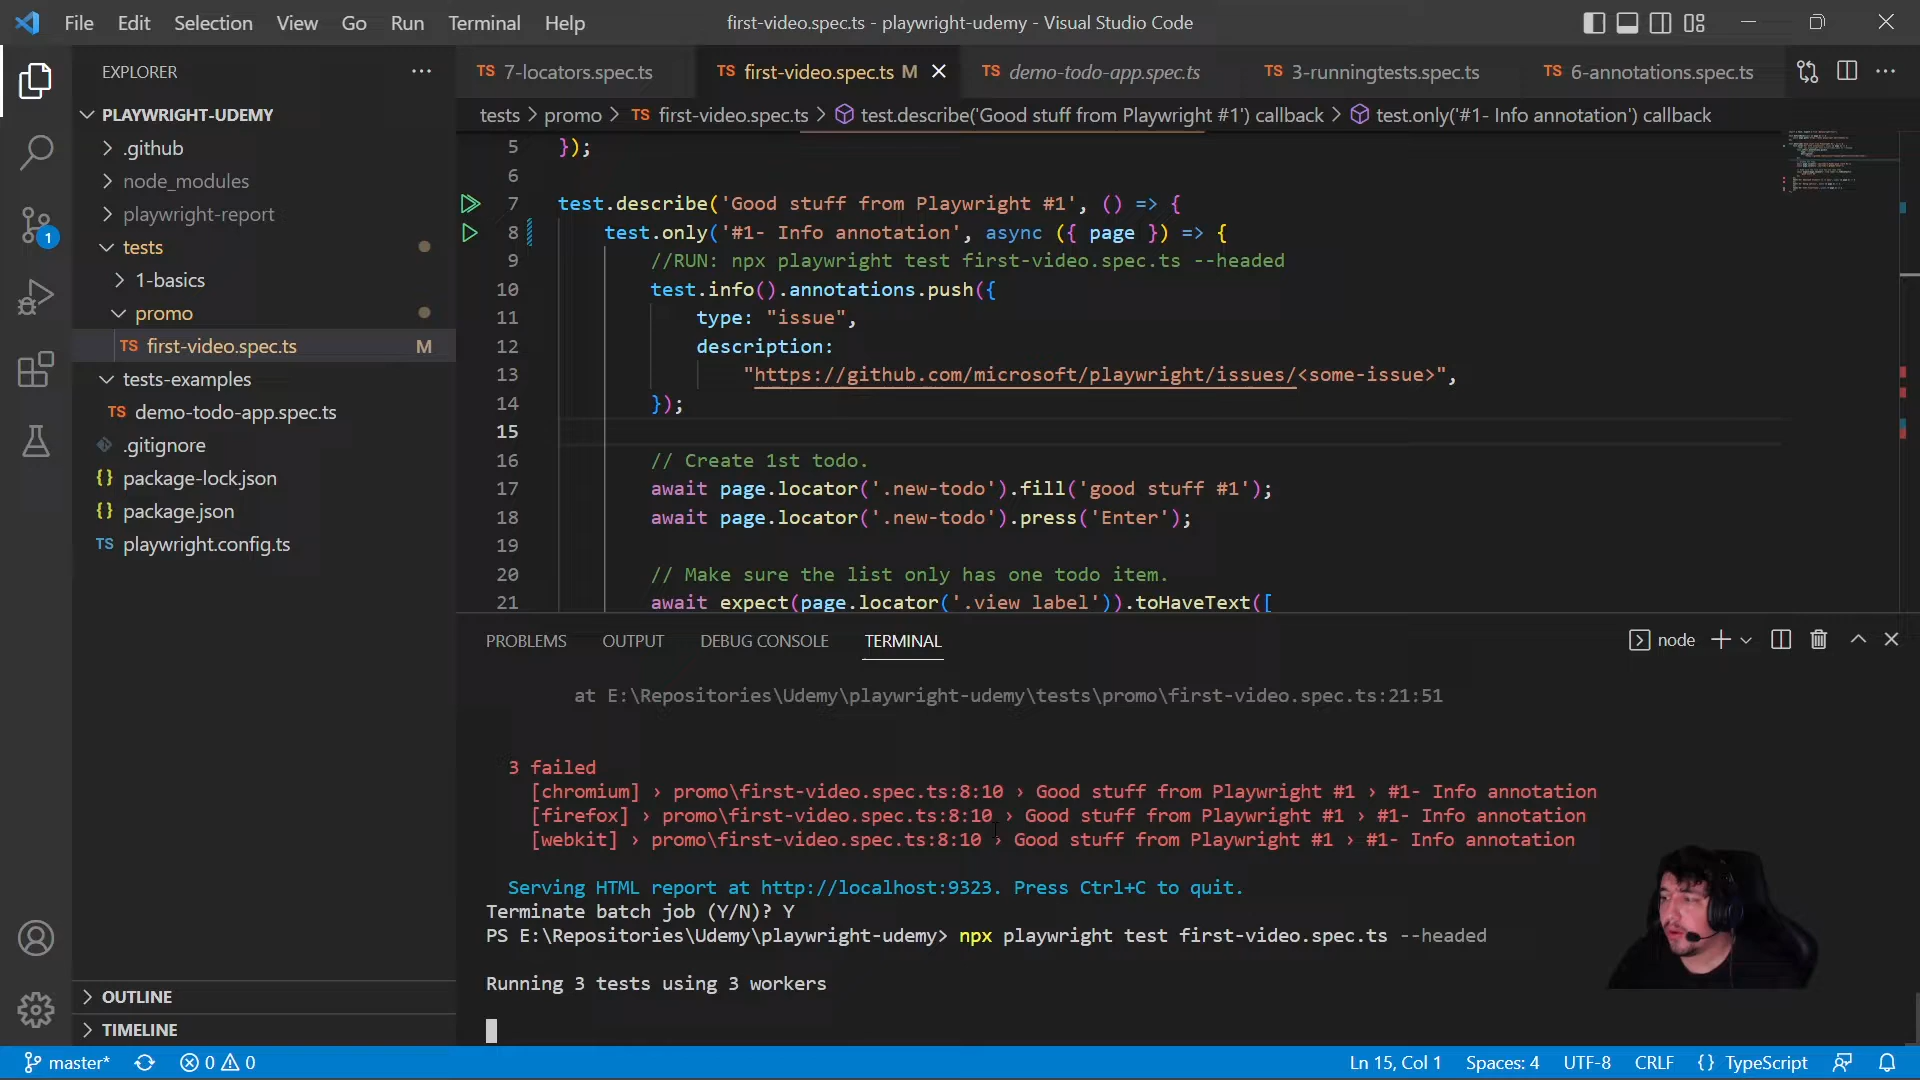 File Edit Selection View Go Run Terminal Help
first-video.spec.ts - playwright-udemy - Visual Studio Code
EXPLORER
PLAYWRIGHT-UDEMY
.github
node_modules
playwright-report
tests
1-basics
promo
TS first-video.spec.ts M
tests-examples
TS demo-todo-app.spec.ts
.gitignore
{} package-lock.json
{} package.json
TS playwright.config.ts
OUTLINE
TIMELINE
1
TS 7-locators.spec.ts TS first-video.spec.ts M TS demo-todo-app.spec.ts TS 3-runningtests.spec.ts TS 6-annotations.spec.ts
tests > promo > TS first-video.spec.ts > test.describe('Good stuff from Playwright #1') callback > test.only('#1- Info annotation') callback
5 });
6
7 test.describe('Good stuff from Playwright #1', () => {
8 test.only('#1- Info annotation', async ({ page }) => {
9 //RUN: npx playwright test first-video.spec.ts --headed
10 test.info().annotations.push({
11 type: "issue",
12 description:
13 "https://github.com/microsoft/playwright/issues/<some-issue>",
14 });
15
16 // Create 1st todo.
17 await page.locator('.new-todo').fill('good stuff #1');
18 await page.locator('.new-todo').press('Enter');
19
20 // Make sure the list only has one todo item.
21 await expect(page.locator('.view label')).toHaveText([
PROBLEMS OUTPUT DEBUG CONSOLE TERMINAL
node
at E:\Repositories\Udemy\playwright-udemy\tests\promo\first-video.spec.ts:21:51
3 failed
[chromium] › promo\first-video.spec.ts:8:10 › Good stuff from Playwright #1 › #1- Info annotation
[firefox] › promo\first-video.spec.ts:8:10 › Good stuff from Playwright #1 › #1- Info annotation
[webkit] › promo\first-video.spec.ts:8:10 › Good stuff from Playwright #1 › #1- Info annotation
Serving HTML report at http://localhost:9323. Press Ctrl+C to quit.
Terminate batch job (Y/N)? Y
PS E:\Repositories\Udemy\playwright-udemy> npx playwright test first-video.spec.ts --headed
Running 3 tests using 3 workers
master* 0 0 Ln 15, Col 1 Spaces: 4 UTF-8 CRLF {} TypeScript